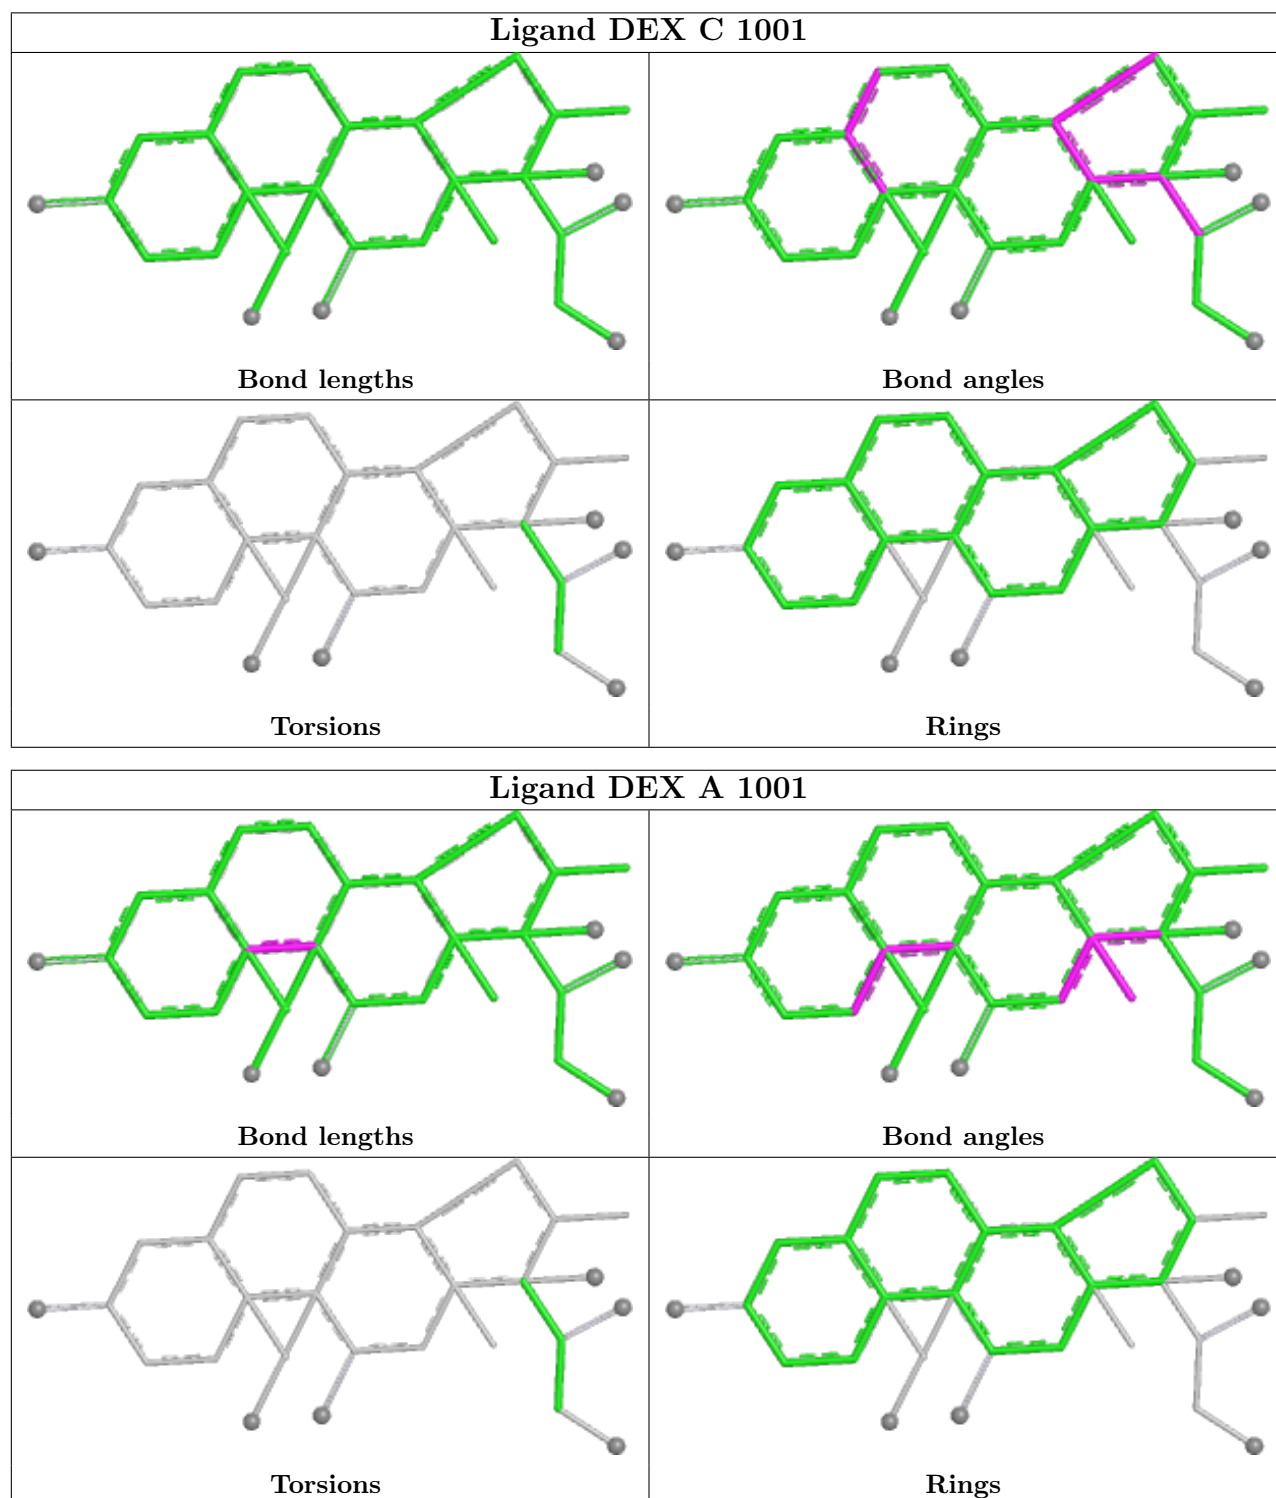 Ligand DEX C 1001
Bond lengths
Bond angles
Torsions
Rings
Ligand DEX A 1001
Bond lengths
Bond angles
Torsions
Rings